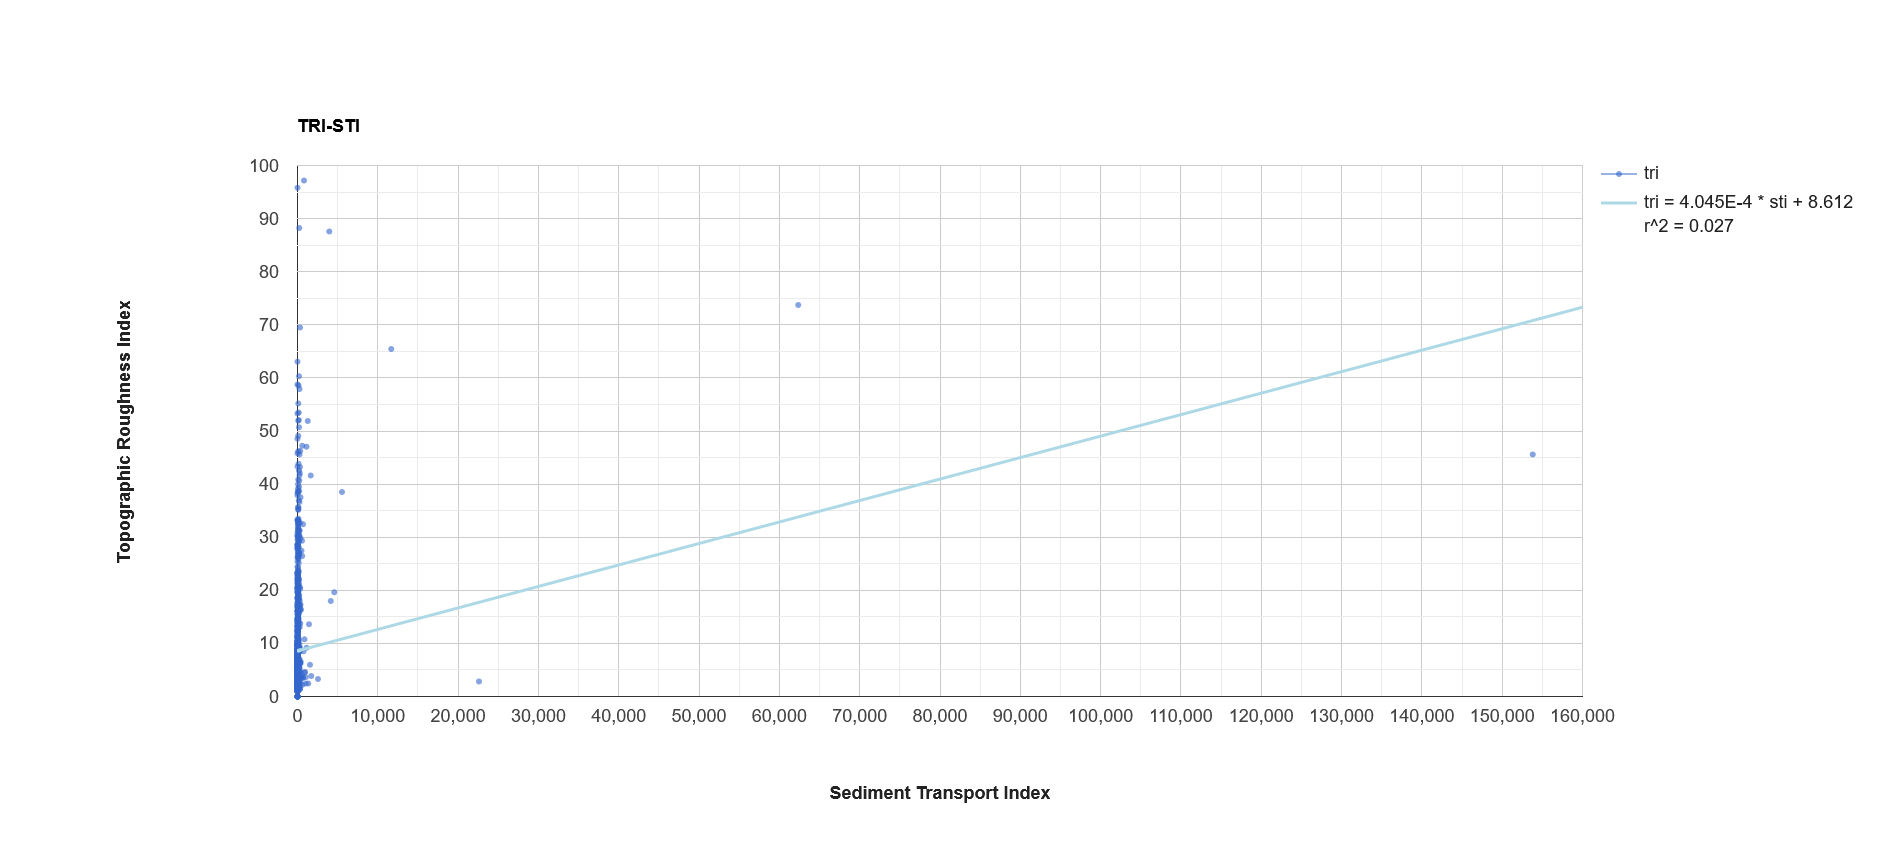 TRI-STI
100
90
80
70
60
50
40
30
20
10
0
Topographic Roughness Index
0 10,000 20,000 30,000 40,000 50,000 60,000 70,000 80,000 90,000 100,000 110,000 120,000 130,000 140,000 150,000 160,000
Sediment Transport Index
tri
tri = 4.045E-4 * sti + 8.612
r^2 = 0.027